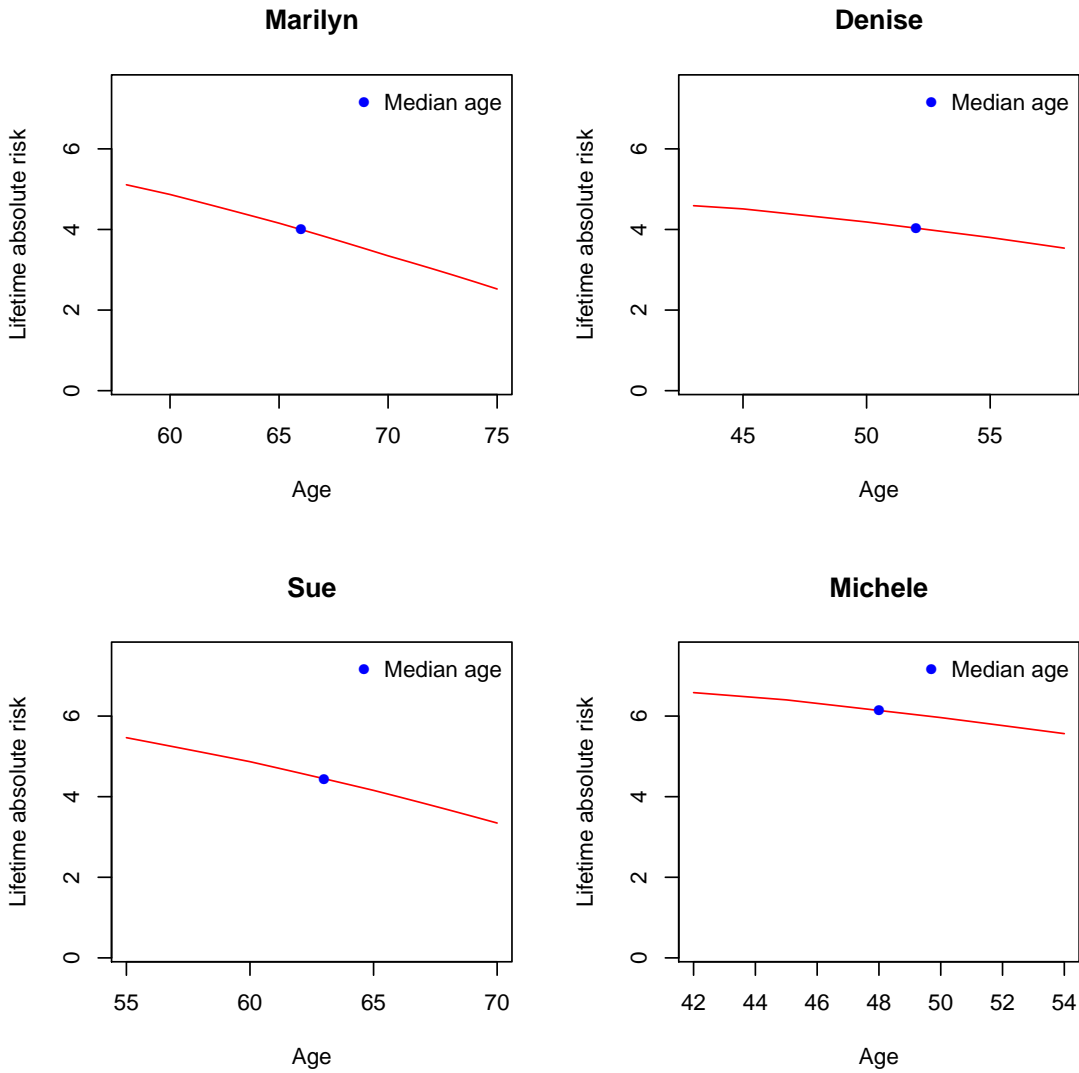 Marilyn
Median age
Lifetime absolute risk
0 2 4 6
60 65 70 75
Age
Denise
Median age
Lifetime absolute risk
0 2 4 6
45 50 55
Age
Sue
Median age
Lifetime absolute risk
0 2 4 6
55 60 65 70
Age
Michele
Median age
Lifetime absolute risk
0 2 4 6
42 44 46 48 50 52 54
Age